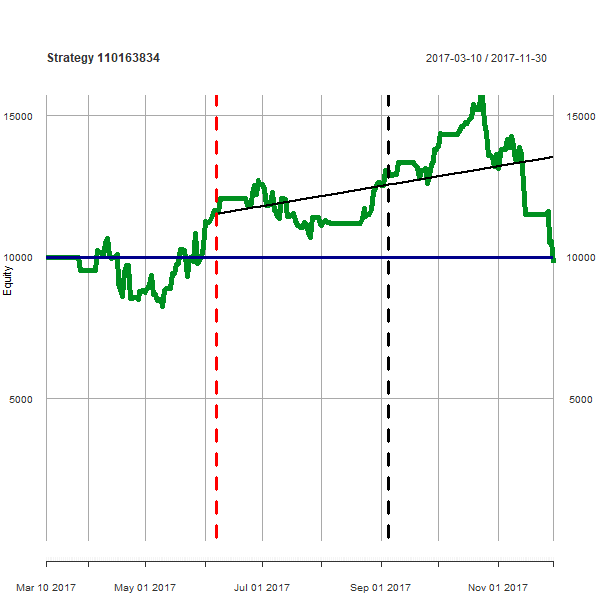 Strategy 110163834
2017-03-10 / 2017-11-30
15000
15000
10000
10000
Equity
5000
5000
Mar 10 2017
May 01 2017
Jul 01 2017
Sep 01 2017
Nov 01 2017